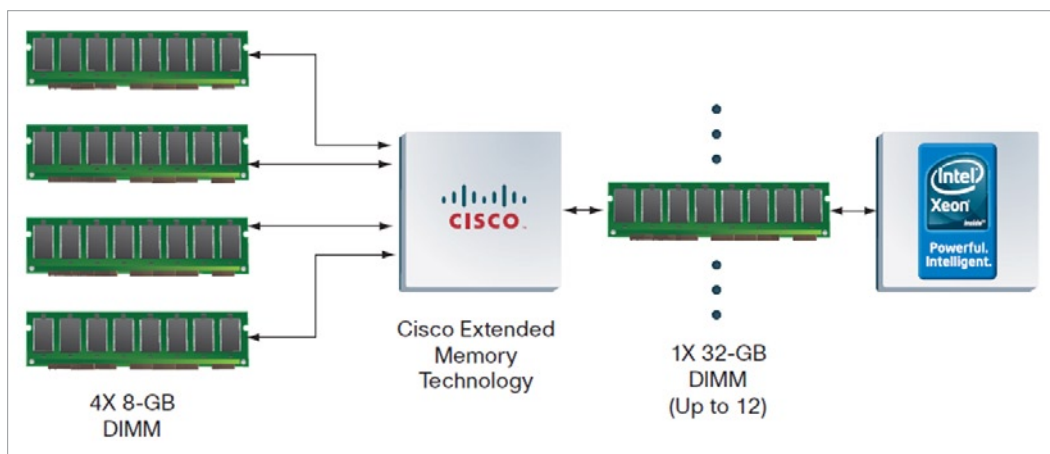 CISCO
Cisco Extended
Memory
Technology
4X 8-GB
DIMM
1X 32-GB
DIMM
(Up to 12)
intel
Xeon
inside™
Powerful.
Intelligent.